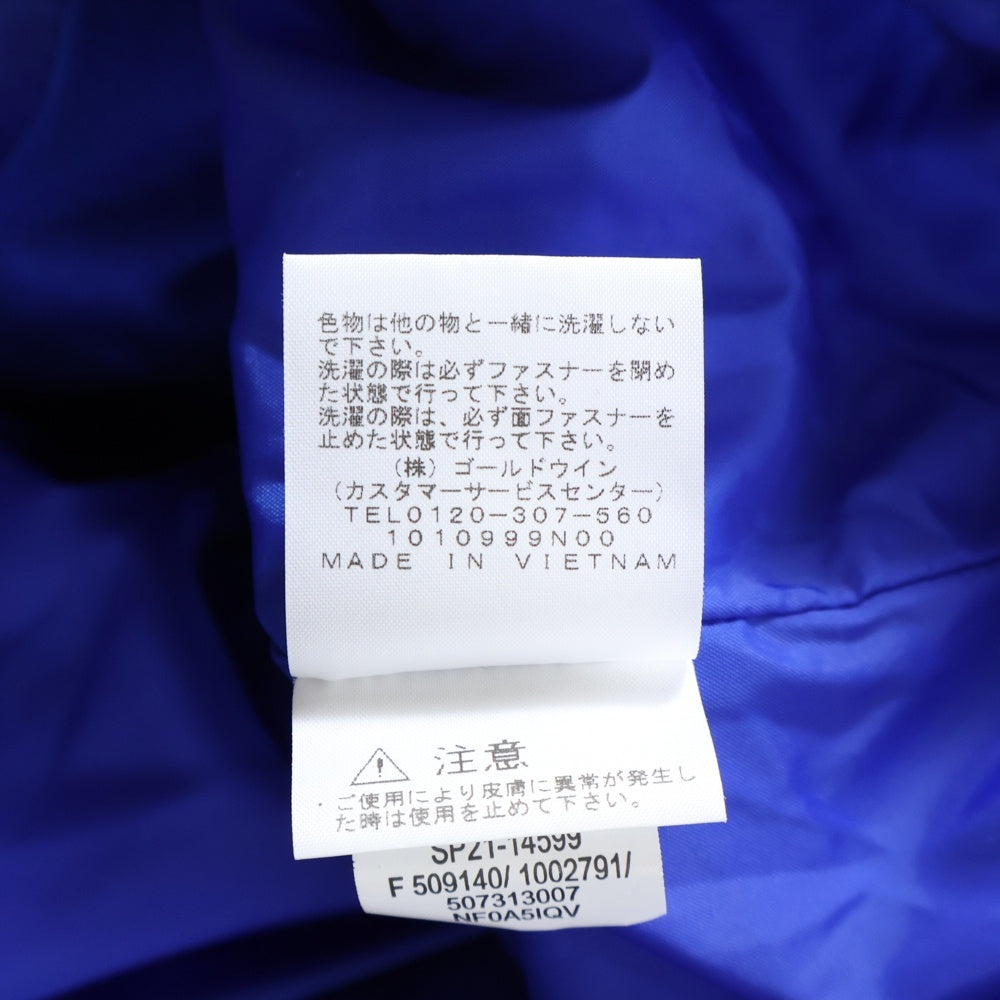 色物は他の物と一緒に洗濯しない
で下さい。
洗濯の際は必ずファスナーを閉め
た状態で行って下さい。
洗濯の際は、必ず面ファスナーを
止めた状態で行って下さい。
(株)ゴールドウイン
(カスタマーサービスセンター)
TEL0120-307-560
1010999N00
MADE IN VIETNAM
注意
・ご使用により皮膚に異常が発生し
た時は使用を止めて下さい。
SP21-14599
F 509140/ 1002791/
507313007
NF0A5IQV